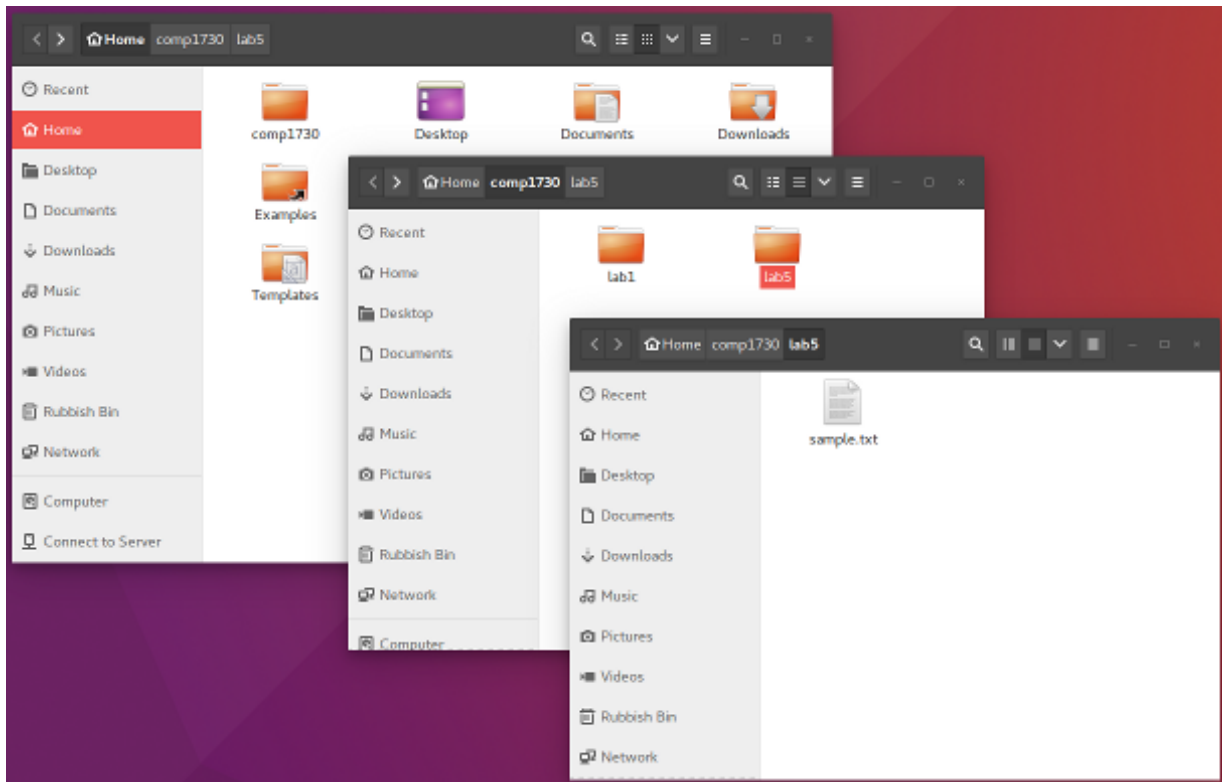 Home comp1730 lab5
Recent
Home
Desktop
Documents
Downloads
Music
Pictures
Videos
Rubbish Bin
Network
Computer
Connect to Server
comp1730 Desktop Documents Downloads
Examples
Templates
Home comp1730 lab5
Recent
Home
Desktop
Documents
Downloads
Music
Pictures
Videos
Rubbish Bin
Network
Computer
lab1 lab5
Home comp1730 lab5
Recent
Home
Desktop
Documents
Downloads
Music
Pictures
Videos
Rubbish Bin
Network
sample.txt